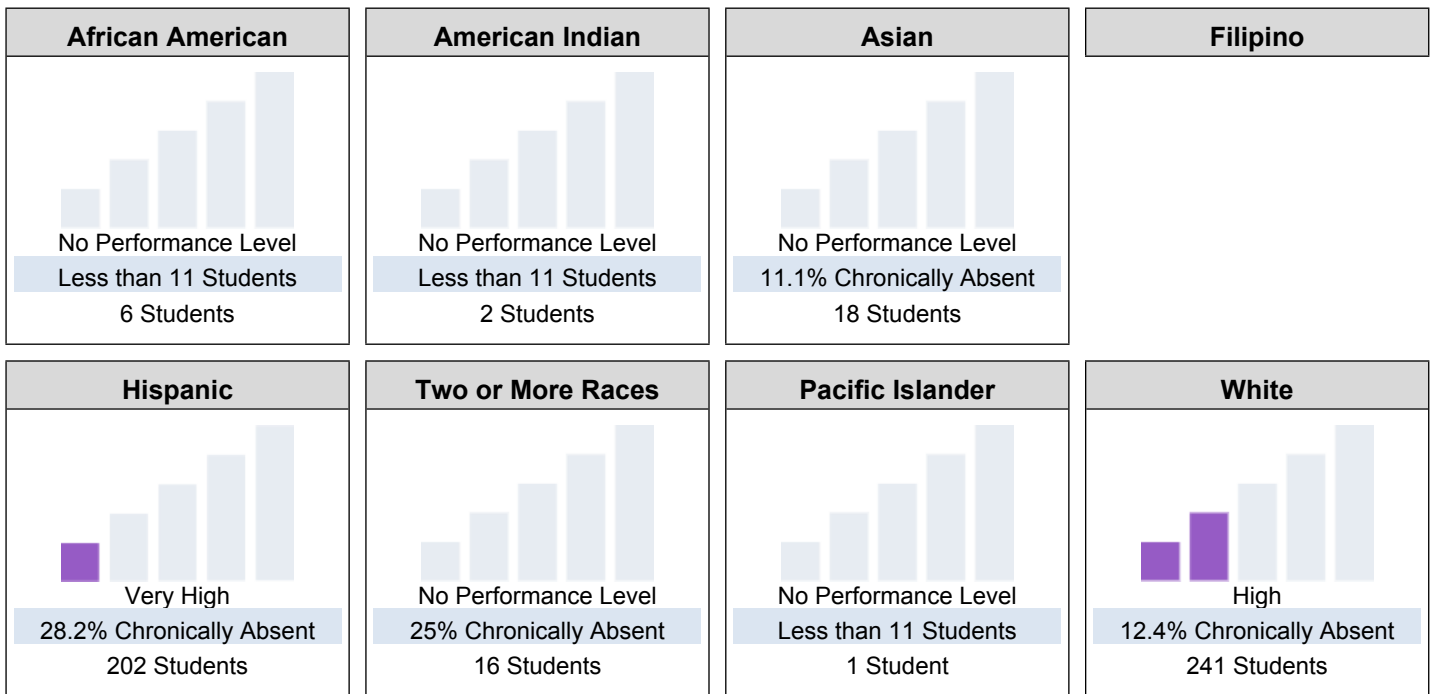 African American
No Performance Level
Less than 11 Students
6 Students
American Indian
No Performance Level
Less than 11 Students
2 Students
Asian
No Performance Level
11.1% Chronically Absent
18 Students
Filipino
Hispanic
Very High
28.2% Chronically Absent
202 Students
Two or More Races
No Performance Level
25% Chronically Absent
16 Students
Pacific Islander
No Performance Level
Less than 11 Students
1 Student
White
High
12.4% Chronically Absent
241 Students